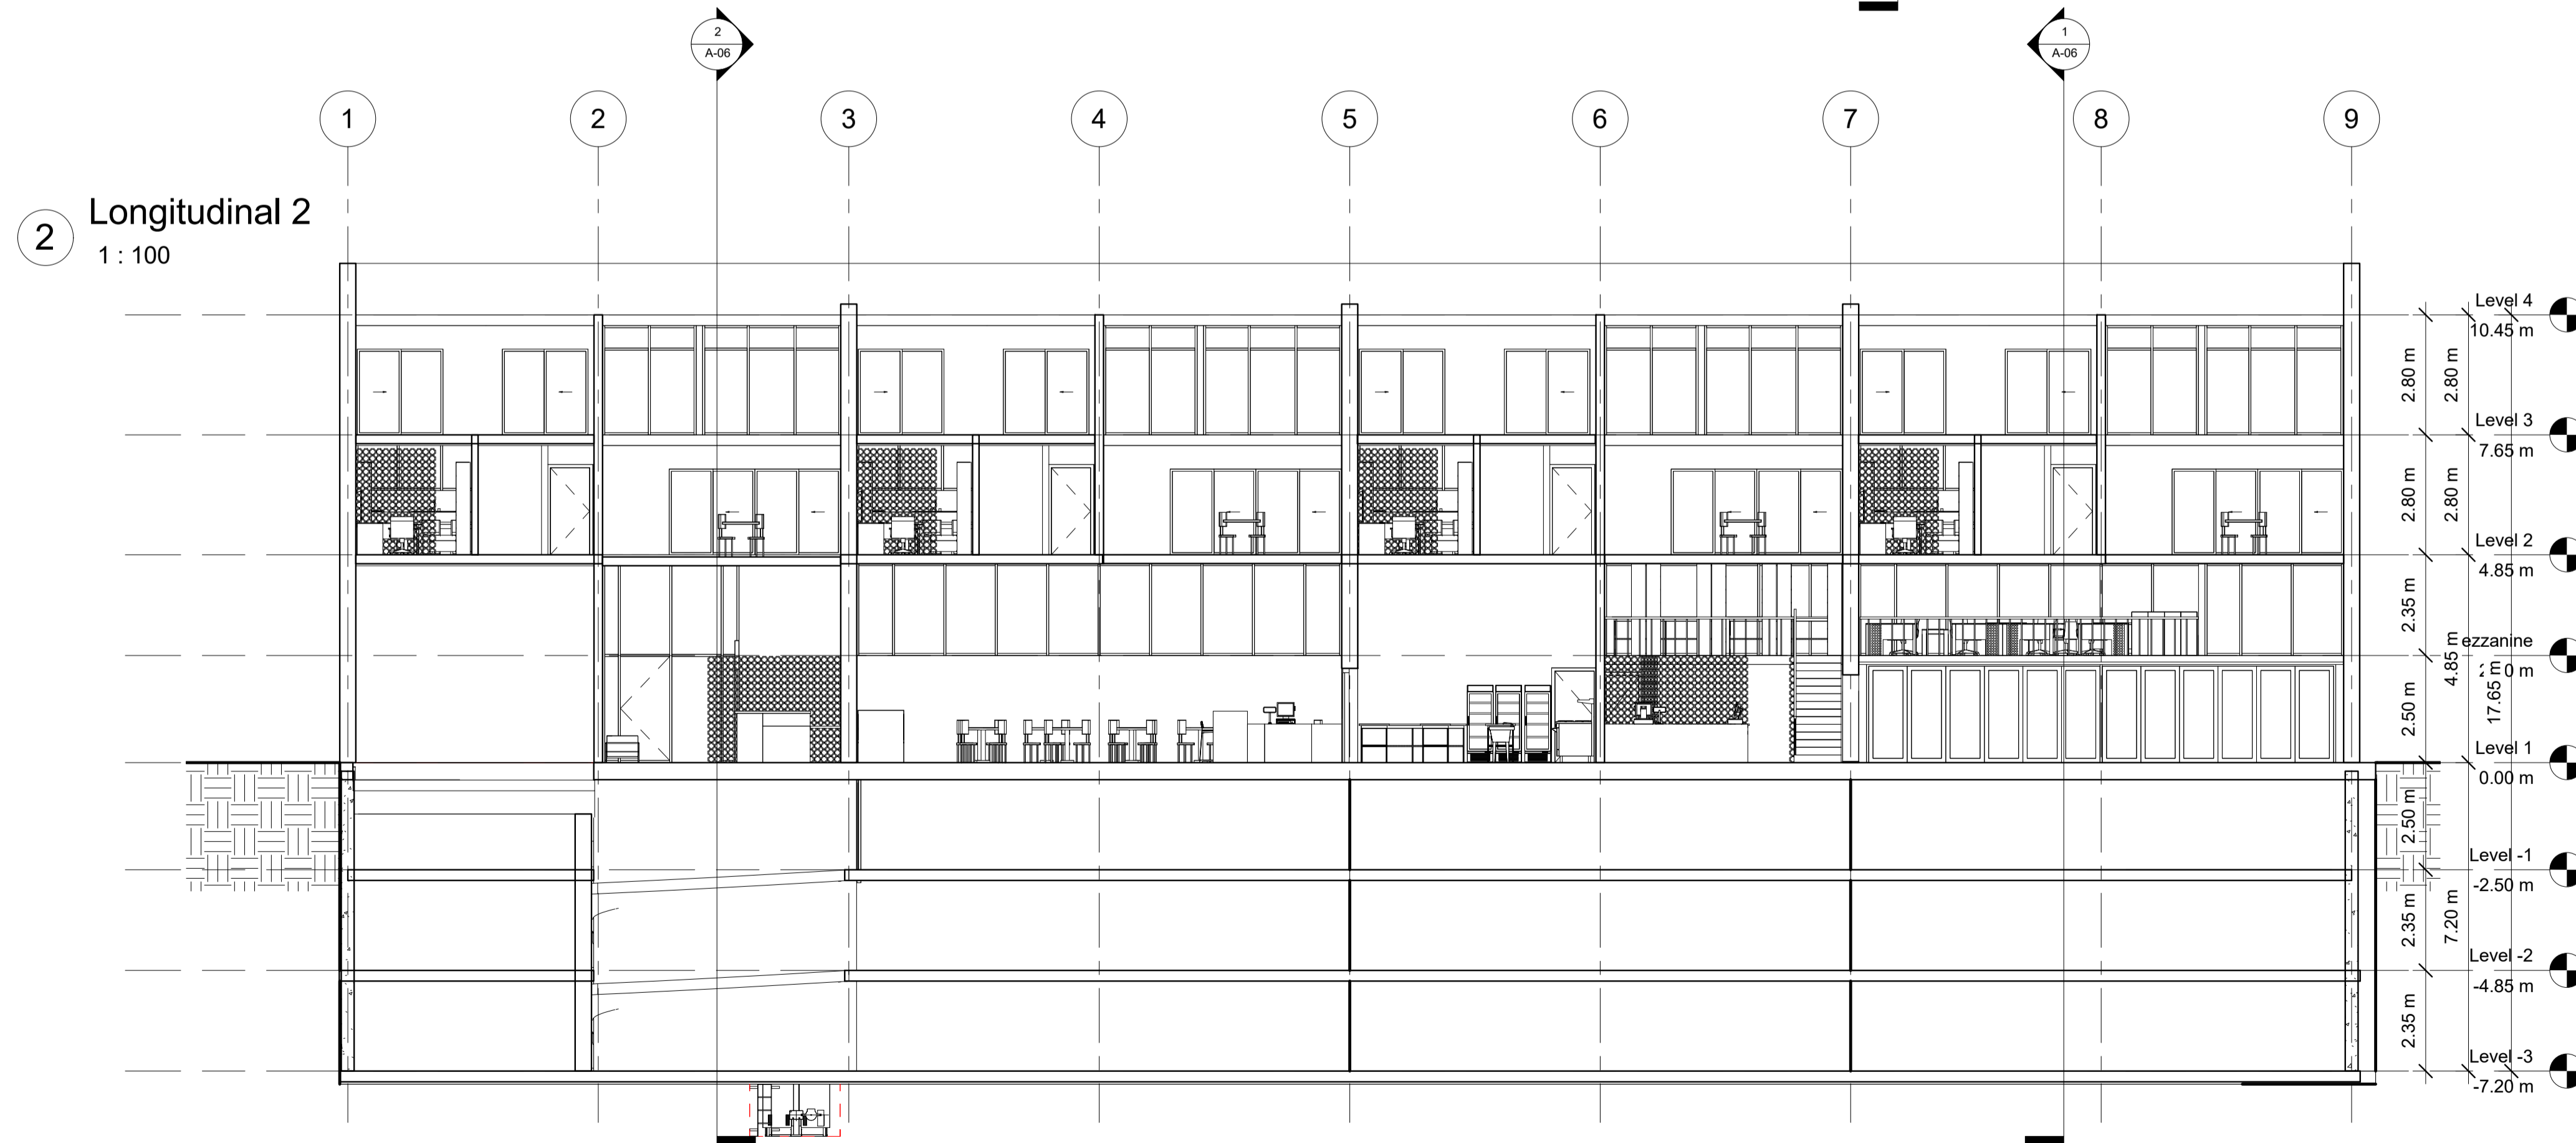 2
A-06
1
A-06
1
2
3
4
5
6
7
8
9
2
Longitudinal 2
1 : 100
Level 4
10.45 m
2.80 m
2.80 m
Level 3
7.65 m
2.80 m
2.80 m
Level 2
4.85 m
2.35 m
4.85 m
ezzanine
17.65 m
2.50 m
Level 1
0.00 m
2.50 m
Level -1
-2.50 m
2.35 m
7.20 m
Level -2
-4.85 m
2.35 m
Level -3
-7.20 m